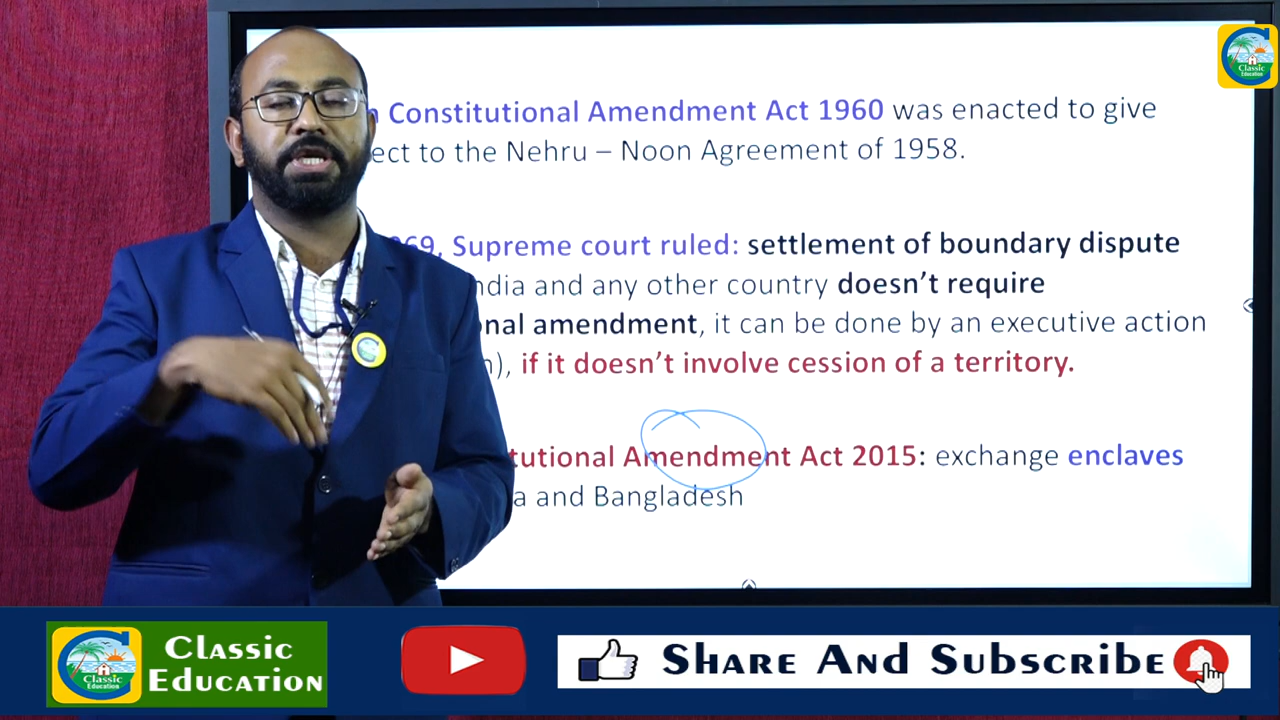 Classic
Education
Constitutional Amendment Act 1960 was enacted to give
ect to the Nehru – Noon Agreement of 1958.
969, Supreme court ruled: settlement of boundary dispute
ndia and any other country doesn't require
onal amendment, it can be done by an executive action
), if it doesn't involve cession of a territory.
tutional Amendment Act 2015: exchange enclaves
a and Bangladesh
Classic
Education
Classic
Education
Share And Subscribe